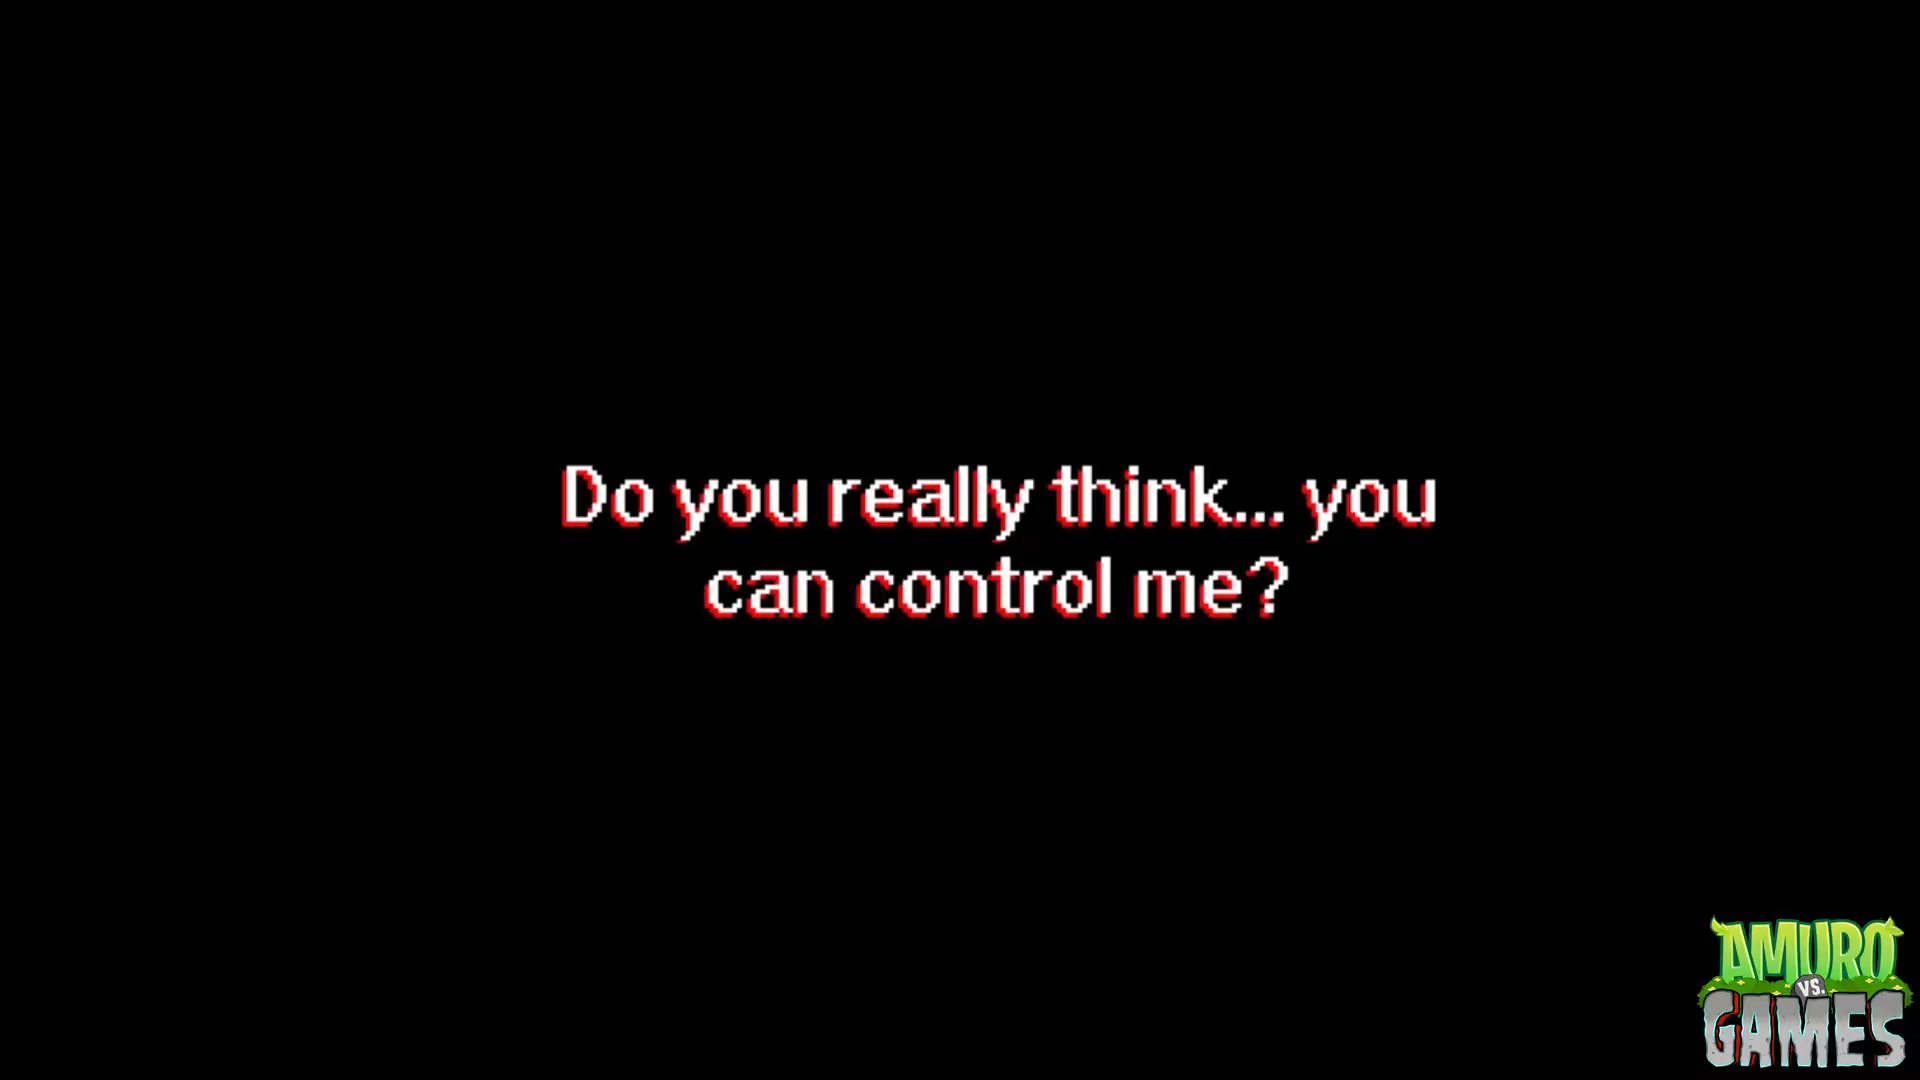 Do you really think... you
can control me?
AMURO
VS.
GAMES